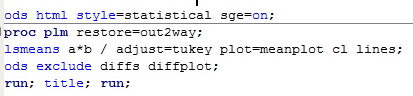 ods html style=statistical sge=on;
proc plm restore=out2way;
lsmeans a*b / adjust=tukey plot=meanplot cl lines;
ods exclude diffs diffplot;
run; title; run;